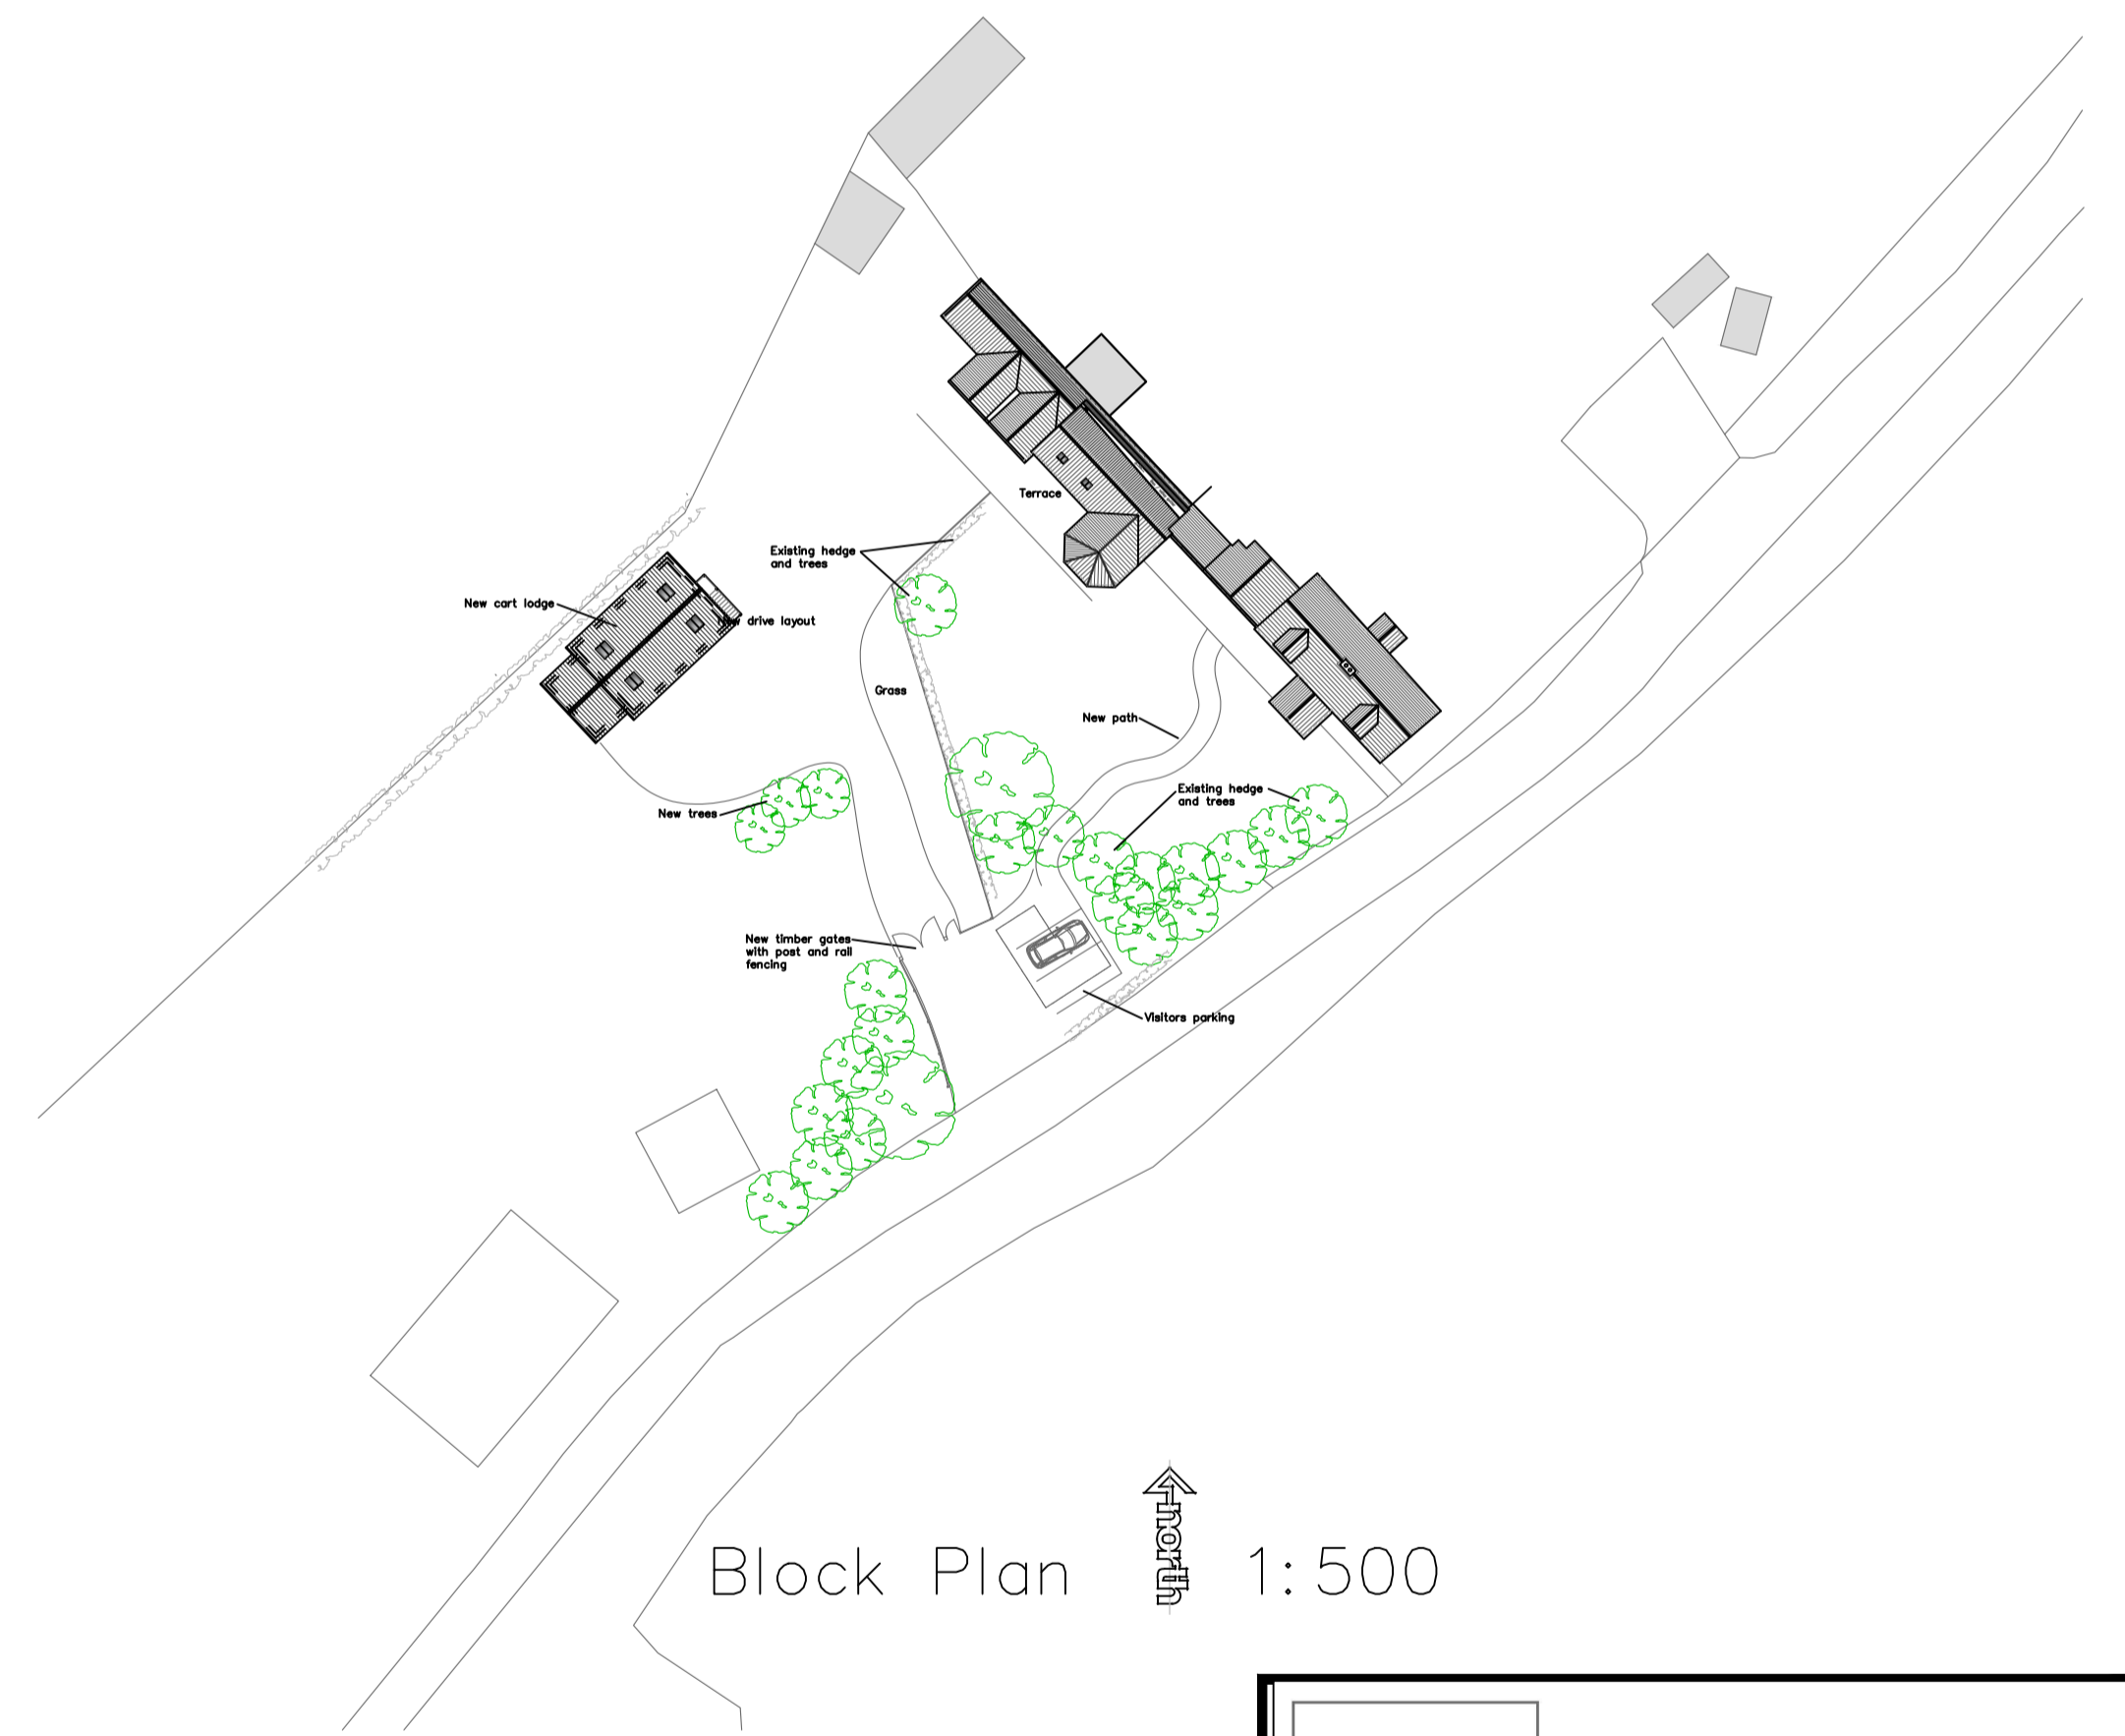 Terrace
Existing hedge
and trees
New cart lodge
New drive layout
Grass
New path
Existing hedge
and trees
New trees
New timber gates
with post and rail
fencing
Visitors parking
Block Plan
north
1:500